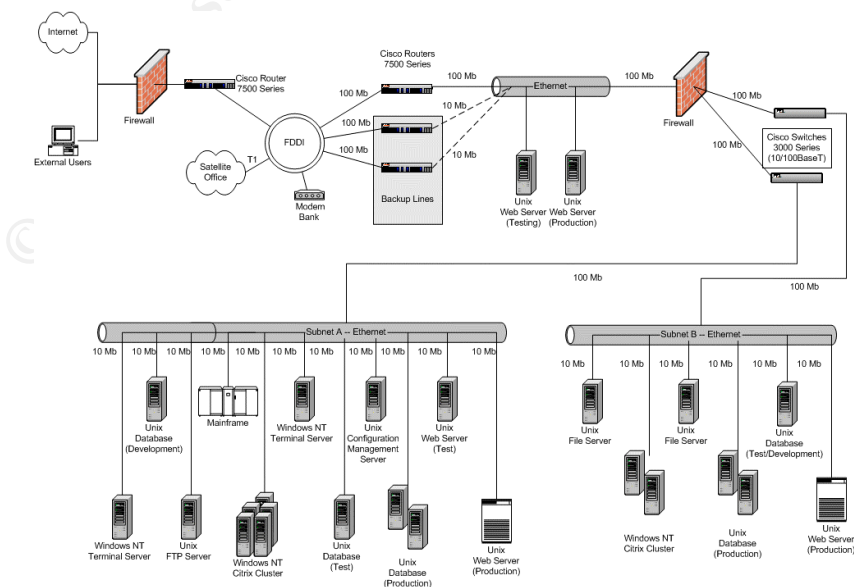 Internet
External Users
Firewall
Cisco Router
7500 Series
FDDI
Satellite
Office
T1
Modem
Bank
Cisco Routers
7500 Series
100 Mb
100 Mb
100 Mb
Backup Lines
100 Mb
10 Mb
10 Mb
Ethernet
100 Mb
Unix
Web Server
(Testing)
Unix
Web Server
(Production)
Firewall
100 Mb
100 Mb
Cisco Switches
3000 Series
(10/100BaseT)
100 Mb
100 Mb
Subnet A -- Ethernet
10 Mb 10 Mb 10 Mb 10 Mb 10 Mb 10 Mb 10 Mb 10 Mb 10 Mb 10 Mb 10 Mb
Unix
Database
(Development)
Mainframe
Windows NT
Terminal Server
Unix
Configuration
Management
Server
Unix
Web Server
(Test)
Windows NT
Terminal Server
Unix
FTP Server
Windows NT
Citrix Cluster
Unix
Database
(Test)
Unix
Database
(Production)
Unix
Web Server
(Production)
Subnet B -- Ethernet
10 Mb 10 Mb 10 Mb 10 Mb 10 Mb 10 Mb
Unix
File Server
Unix
File Server
Unix
Database
(Test/Development)
Windows NT
Citrix Cluster
Unix
Database
(Production)
Unix
Web Server
(Production)